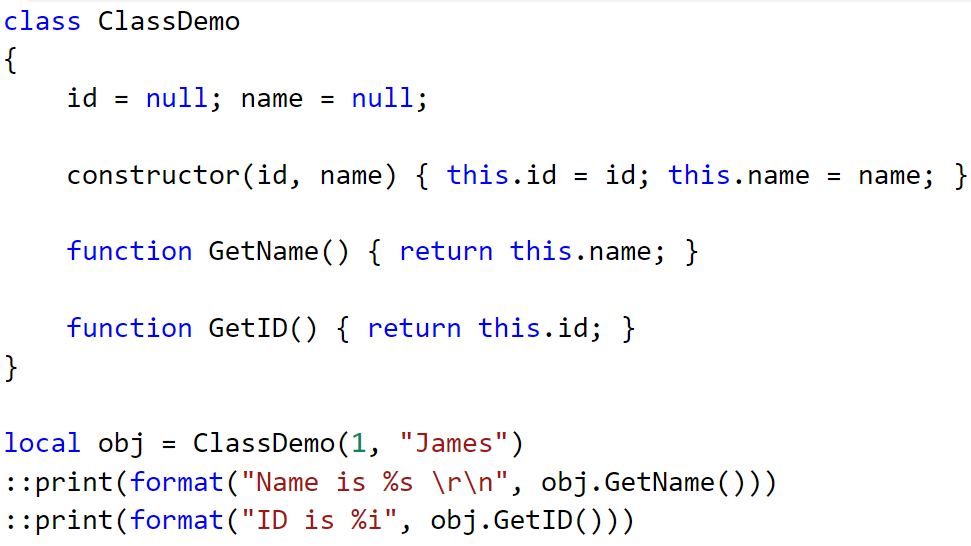 class ClassDemo
{
    id = null; name = null;
    constructor(id, name) { this.id = id; this.name = name; }
    function GetName() { return this.name; }
    function GetID() { return this.id; }
}
local obj = ClassDemo(1, "James")
::print(format("Name is %s \r\n", obj.GetName()))
::print(format("ID is %i", obj.GetID()))